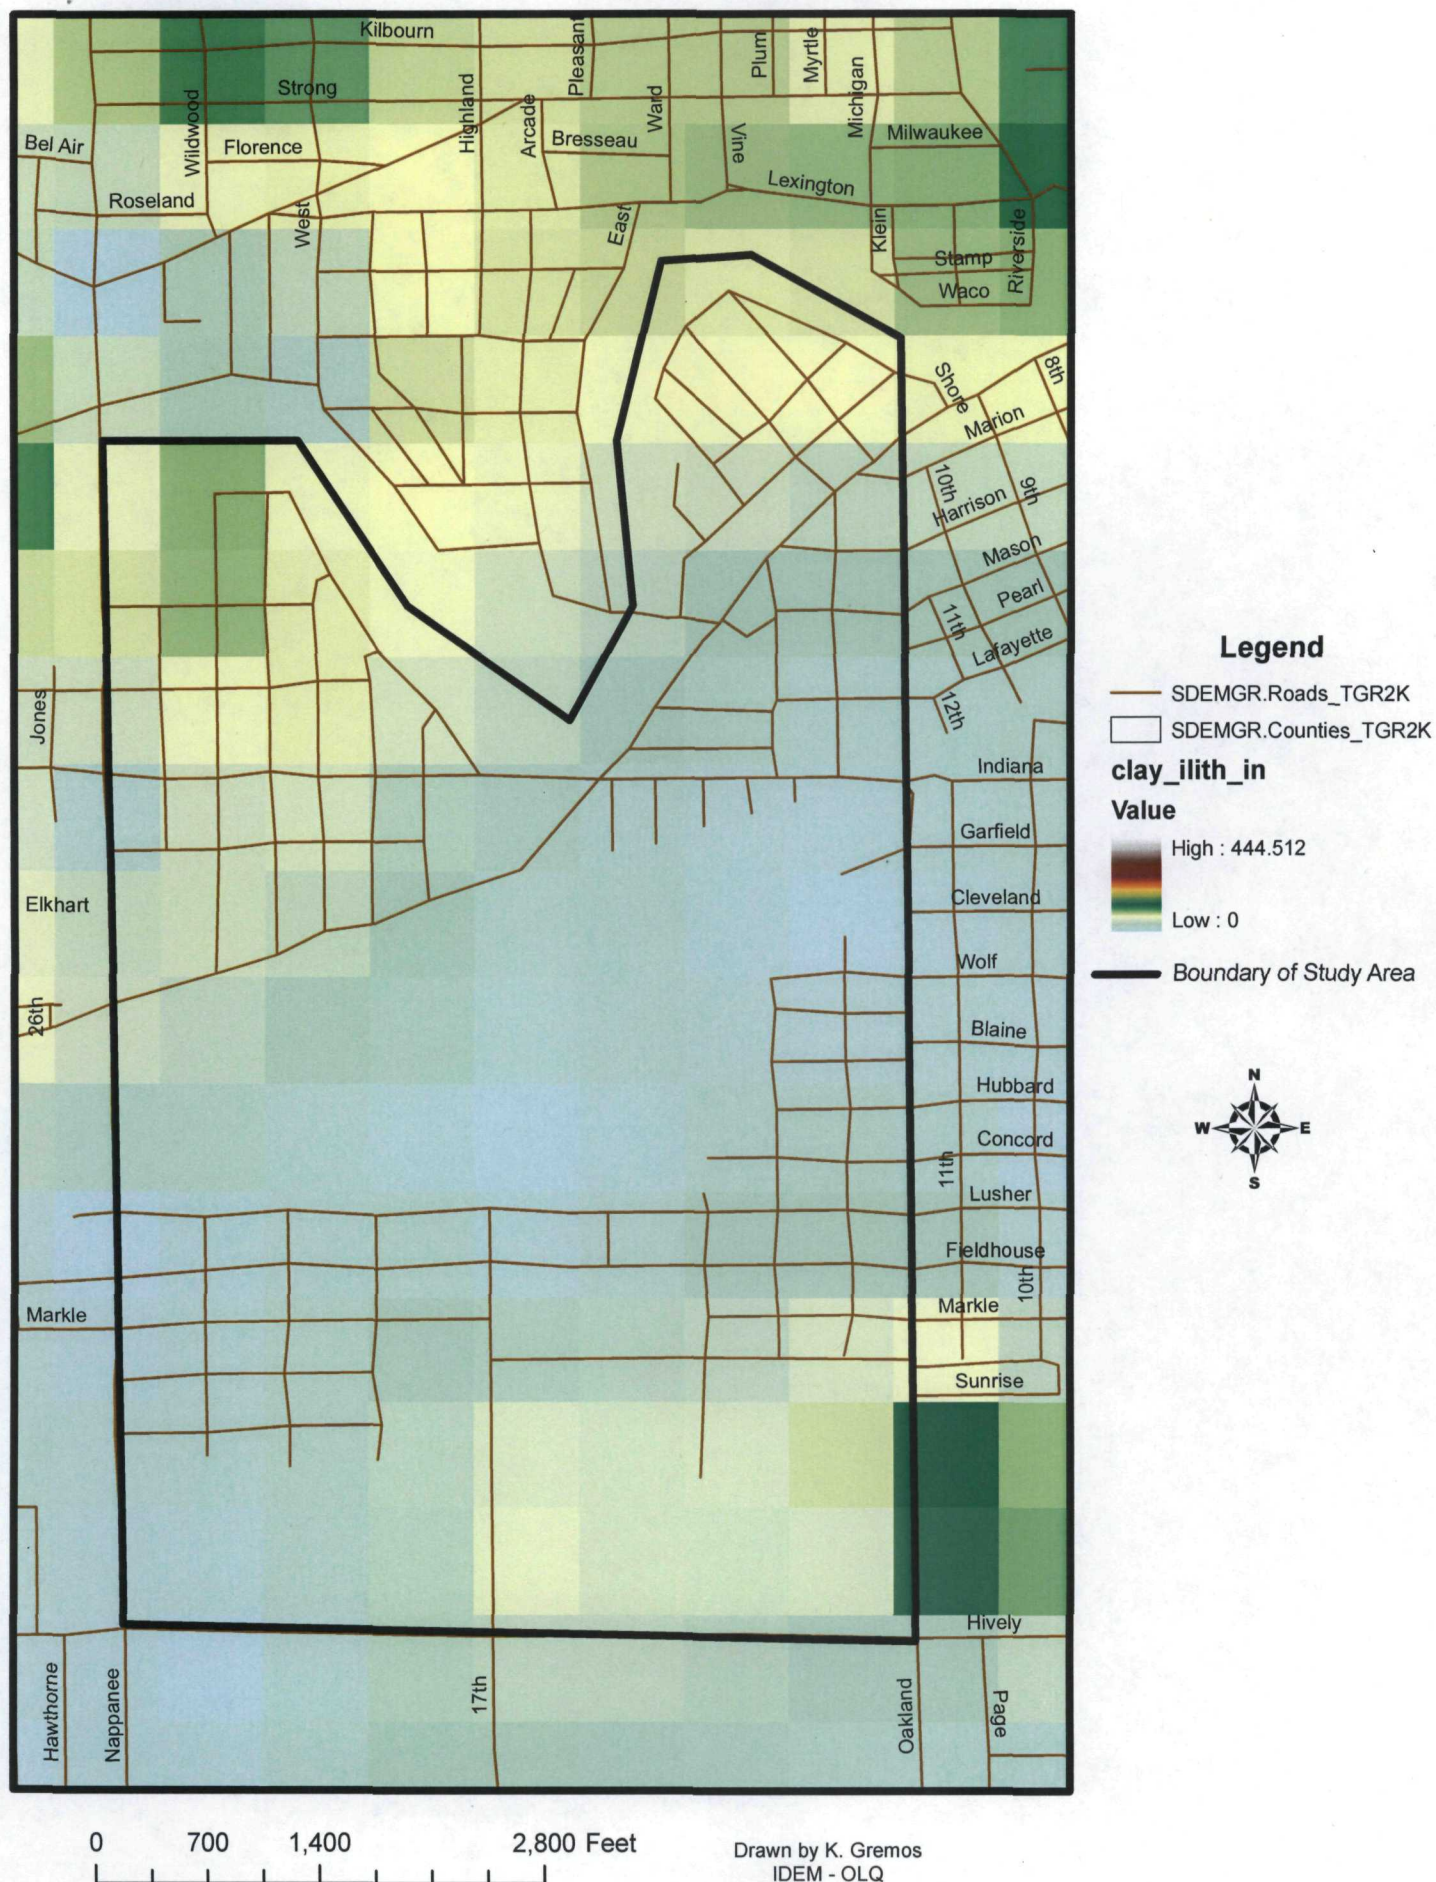 Kilbourn
Strong
Wildwood
Highland
Arcade
Pleasant
Ward
Plum
Myrtle
Michigan
Vine
Milwaukee
Bel Air
Florence
Bresseau
Lexington
Roseland
West
East
Klein
Stamp
Waco
Riverside
8th
Shore
Marion
10th
9th
Harrison
Mason
Pearl
11th
Lafayette
12th
Jones
Indiana
Garfield
Elkhart
Cleveland
Wolf
26th
Blaine
Hubbard
Concord
11th
Lusher
Fieldhouse
10th
Markle
Markle
Sunrise
Hively
Hawthorne
Nappanee
17th
Oakland
Page
Legend
SDEMGR.Roads_TGR2K
SDEMGR.Counties_TGR2K
clay_ilith_in
Value
High : 444.512
Low : 0
Boundary of Study Area
N
W E
S
0 700 1,400 2,800 Feet
Drawn by K. Gremos
IDEM - OLQ